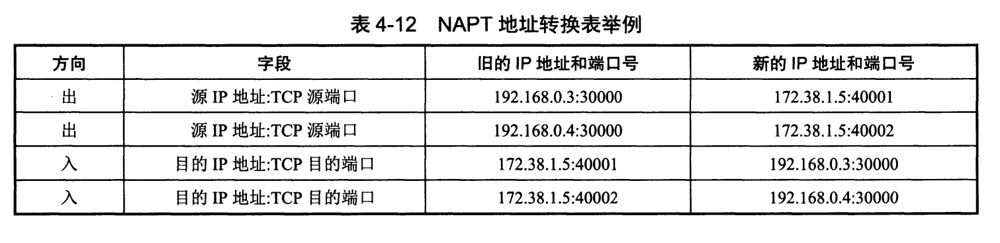 表 4-12 NAPT 地址转换表举例
方向 字段 旧的 IP 地址和端口号 新的 IP 地址和端口号
出 源 IP 地址:TCP 源端口 192.168.0.3:30000 172.38.1.5:40001
出 源 IP 地址:TCP 源端口 192.168.0.4:30000 172.38.1.5:40002
入 目的 IP 地址:TCP 目的端口 172.38.1.5:40001 192.168.0.3:30000
入 目的 IP 地址:TCP 目的端口 172.38.1.5:40002 192.168.0.4:30000